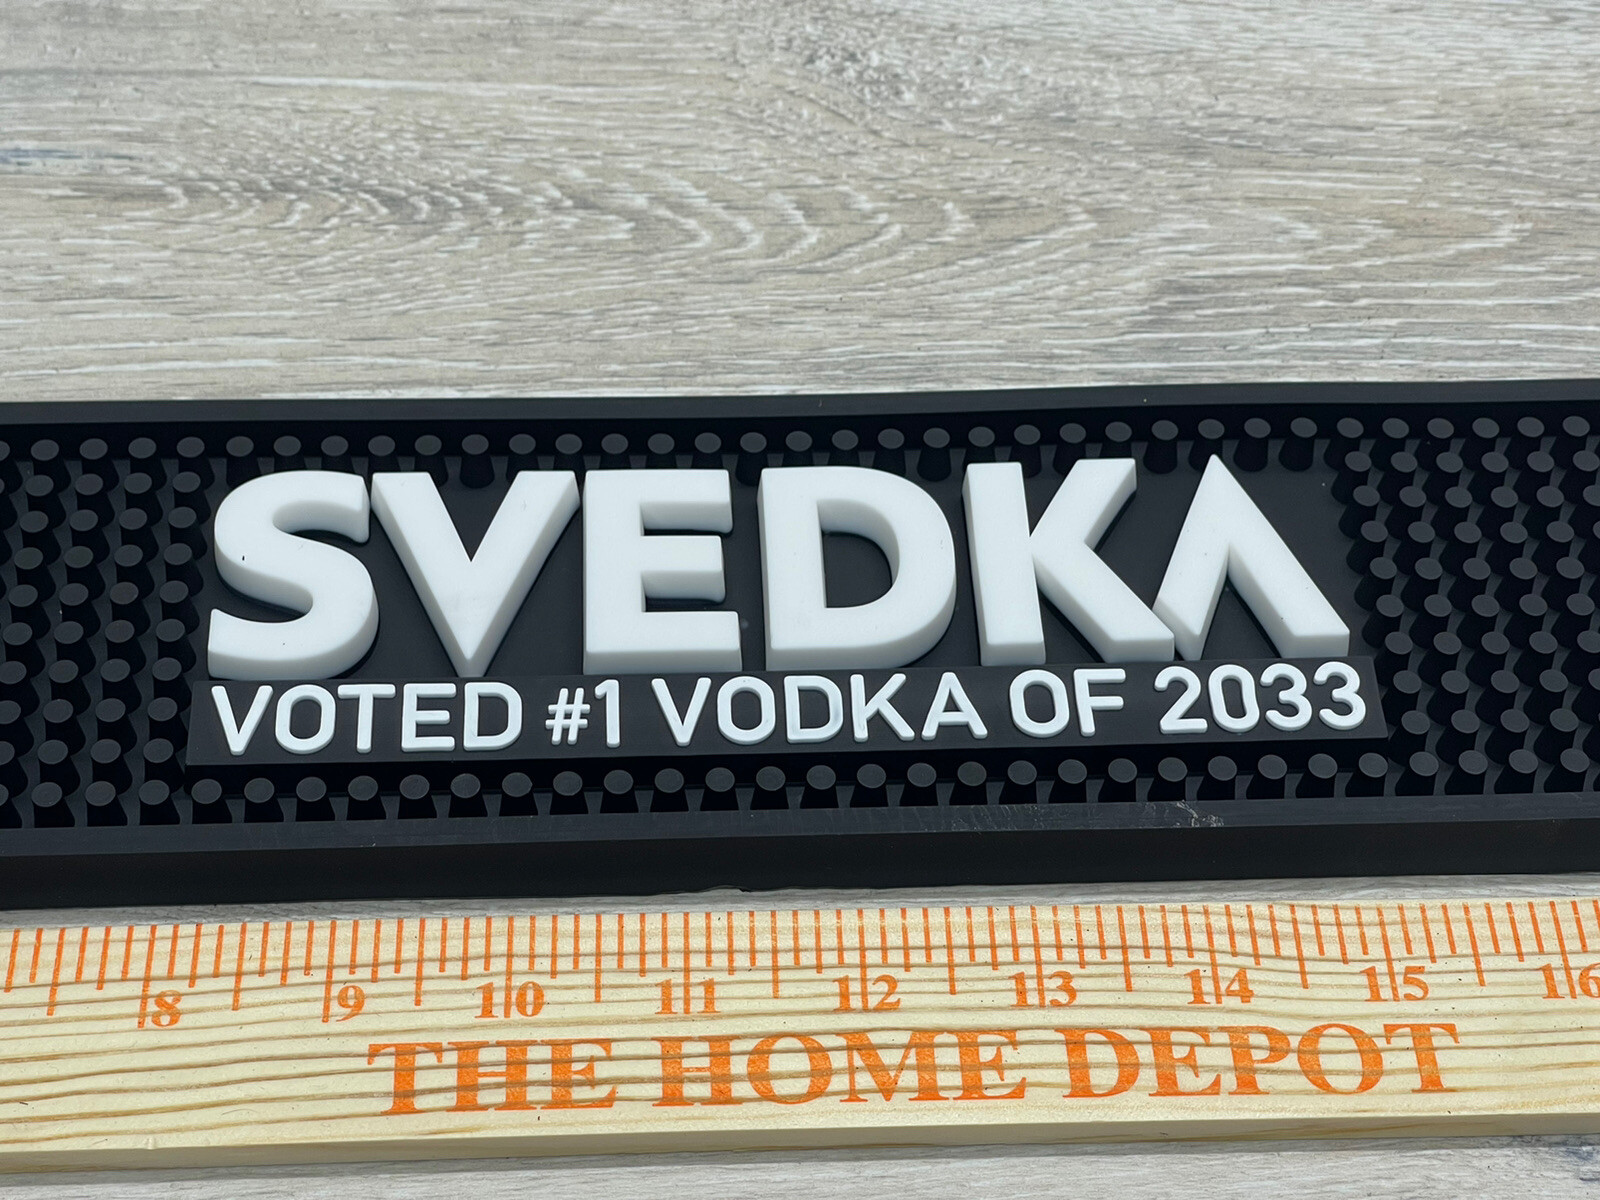 SVEDKA
VOTED #1 VODKA OF 2033
8 9 10 11 12 13 14 15 16
THE HOME DEPOT